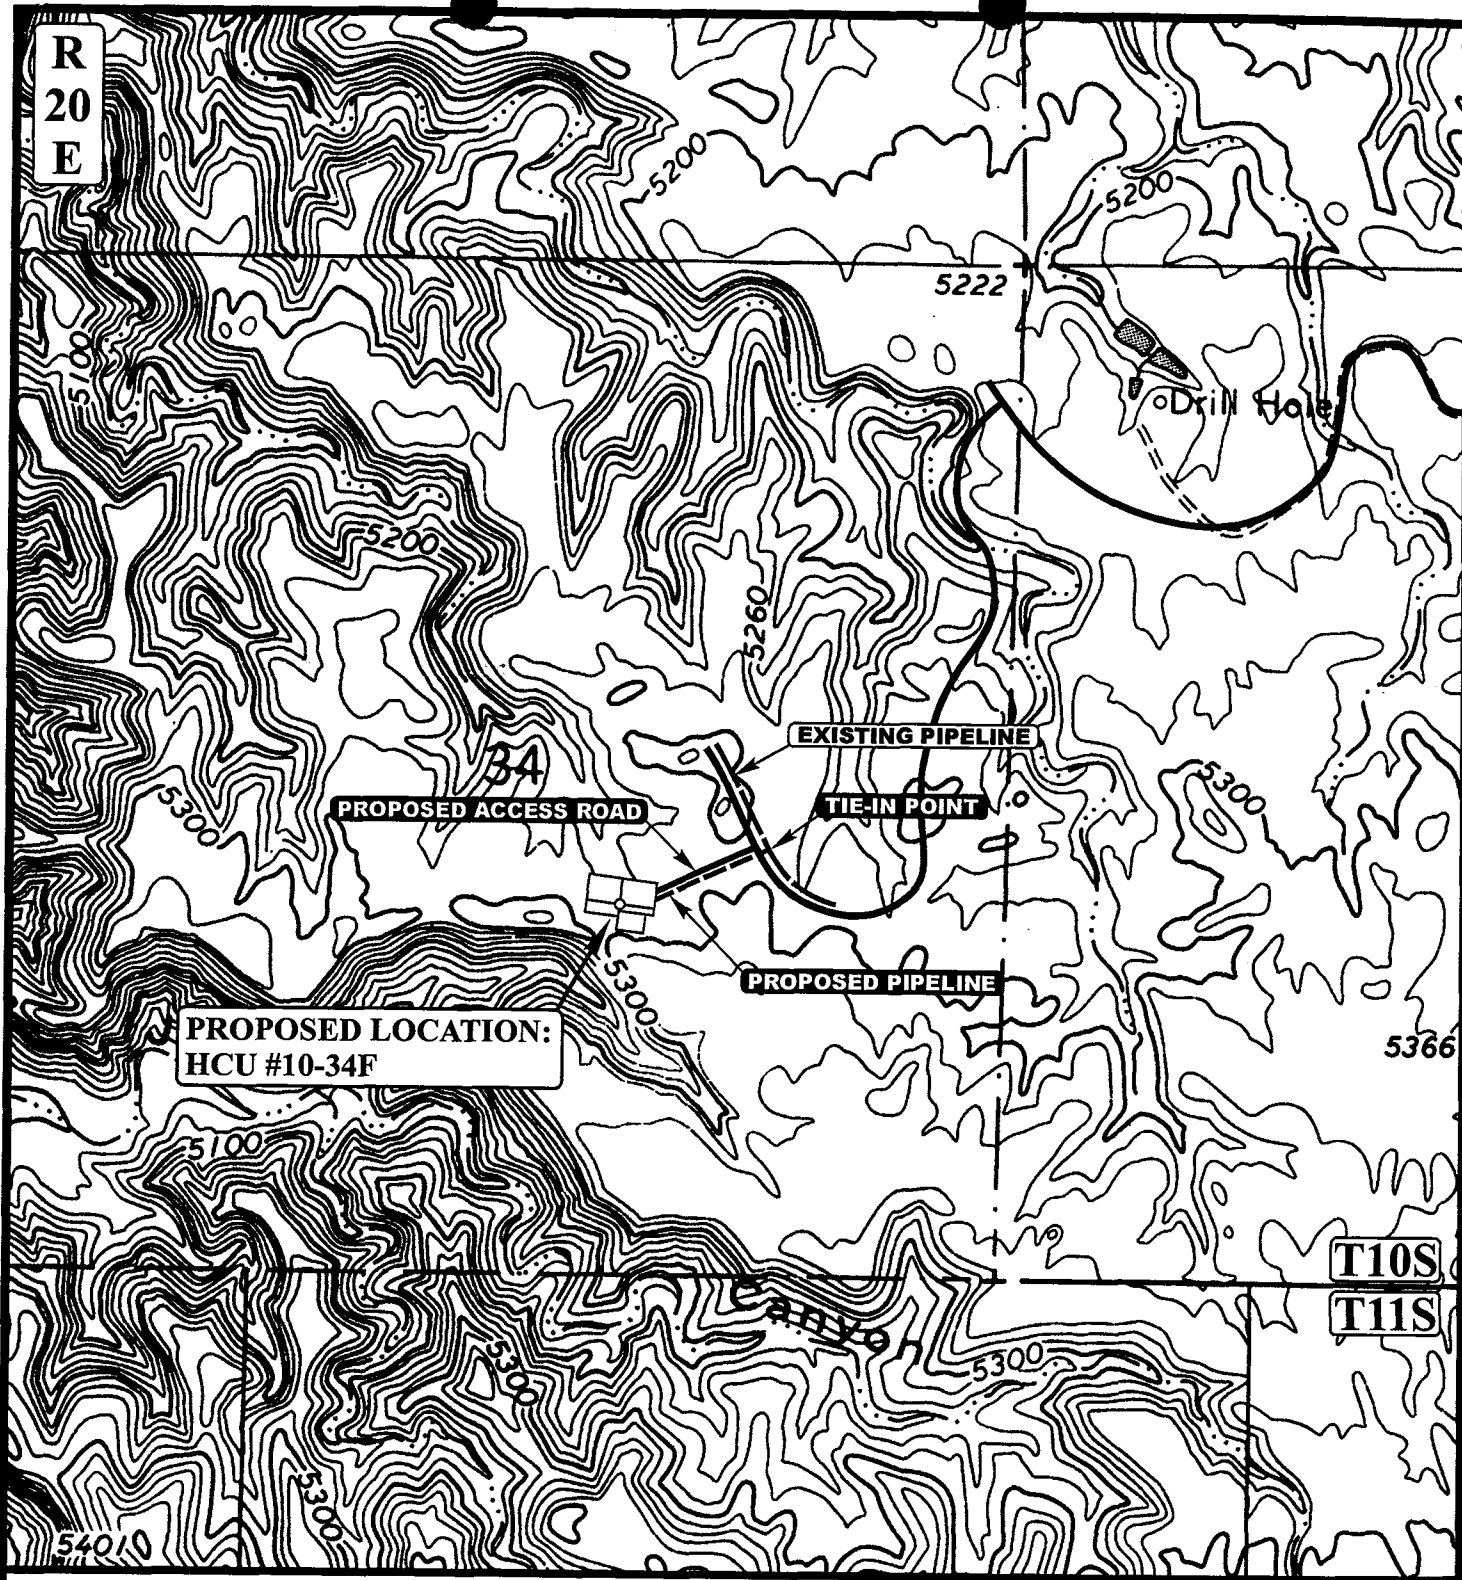 R
20
E
5200
5200
5222
5100
Drill Hole
5200
5260
EXISTING PIPELINE
34
5300
5300
PROPOSED ACCESS ROAD
TIE-IN POINT
PROPOSED PIPELINE
5300
PROPOSED LOCATION:
HCU #10-34F
5366
5100
T10S
T11S
Canyon
5300
5300
5300
5401